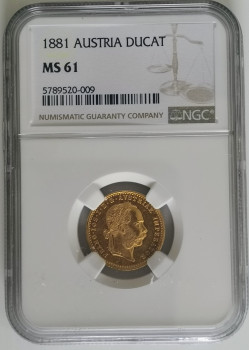 1881 AUSTRIA DUCAT
MS 61
5789520-009
NGC
NUMISMATIC GUARANTY COMPANY